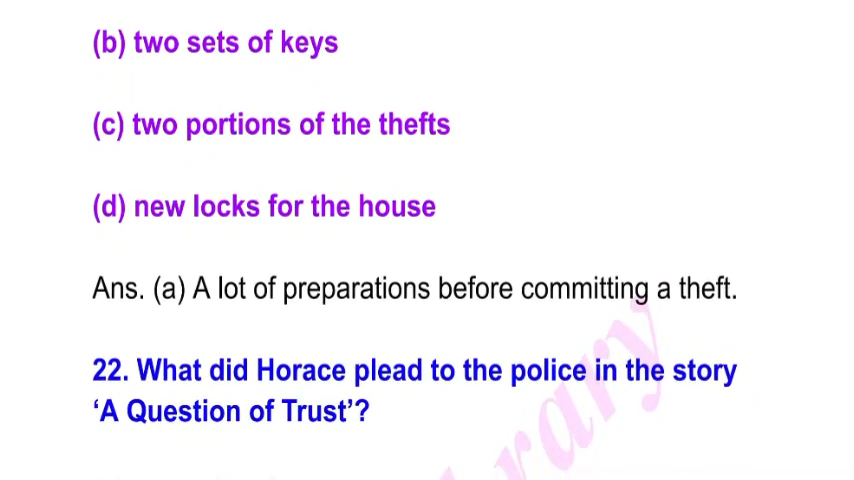 (b) two sets of keys
(c) two portions of the thefts
(d) new locks for the house
Ans. (a) A lot of preparations before committing a theft.
22. What did Horace plead to the police in the story
‘A Question of Trust’?